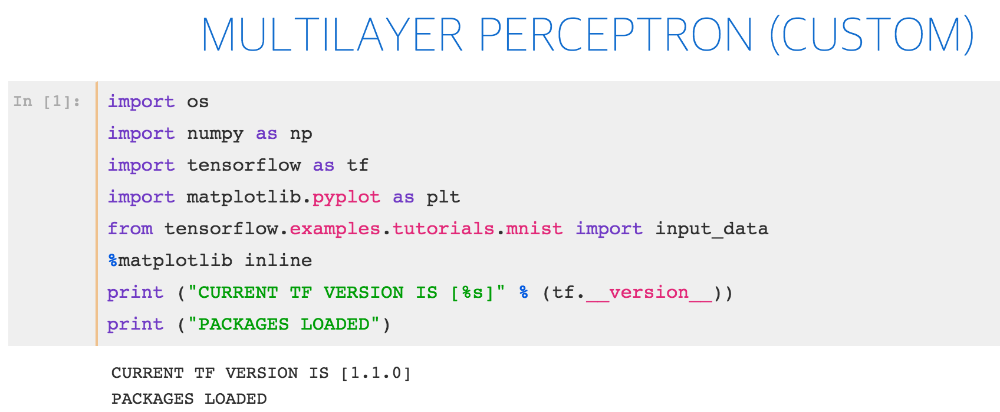 MULTILAYER PERCEPTRON (CUSTOM)
In [1]:
import os
import numpy as np
import tensorflow as tf
import matplotlib.pyplot as plt
from tensorflow.examples.tutorials.mnist import input_data
%matplotlib inline
print ("CURRENT TF VERSION IS [%s]" % (tf.__version__))
print ("PACKAGES LOADED")
CURRENT TF VERSION IS [1.1.0]
PACKAGES LOADED